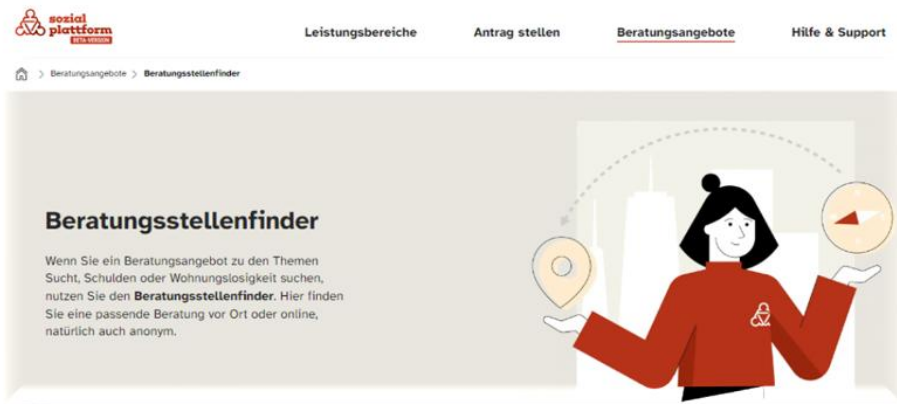 sozial
plattform
BETA-VERSION
Leistungsbereiche
Antrag stellen
Beratungsangebote
Hilfe & Support
> Beratungsangebote > Beratungsstellenfinder
Beratungsstellenfinder
Wenn Sie ein Beratungsangebot zu den Themen
Sucht, Schulden oder Wohnungslosigkeit suchen,
nutzen Sie den Beratungsstellenfinder. Hier finden
Sie eine passende Beratung vor Ort oder online,
natürlich auch anonym.